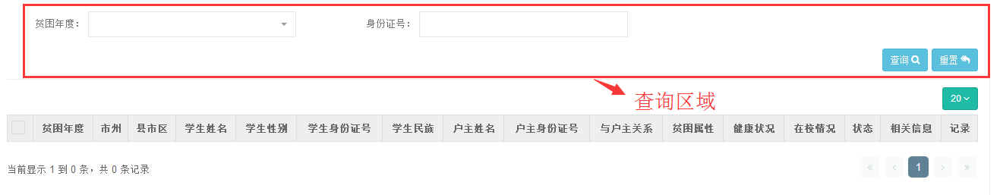 贫困年度： 身份证号：
查询 重置
查询区域
20
贫困年度 市州 县市区 学生姓名 学生性别 学生身份证号 学生民族 户主姓名 户主身份证号 与户主关系 贫困属性 健康状况 在校情况 状态 相关信息 记录
当前显示 1 到 0 条，共 0 条记录 « ‹ 1 › »